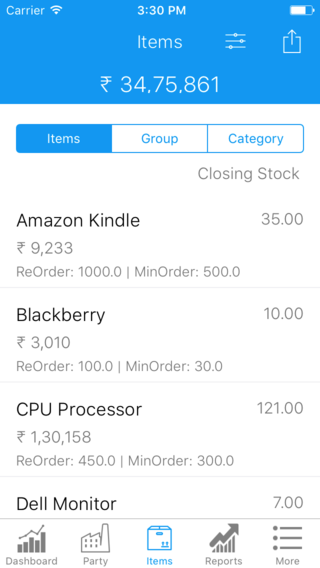 Carrier 3:30 PM
Items
₹ 34,75,861
Items Group Category
Closing Stock
Amazon Kindle 35.00
₹ 9,233
ReOrder: 1000.0 | MinOrder: 500.0
Blackberry 10.00
₹ 3,010
ReOrder: 100.0 | MinOrder: 30.0
CPU Processor 121.00
₹ 1,30,158
ReOrder: 450.0 | MinOrder: 300.0
Dell Monitor 7.00
Dashboard Party Items Reports More